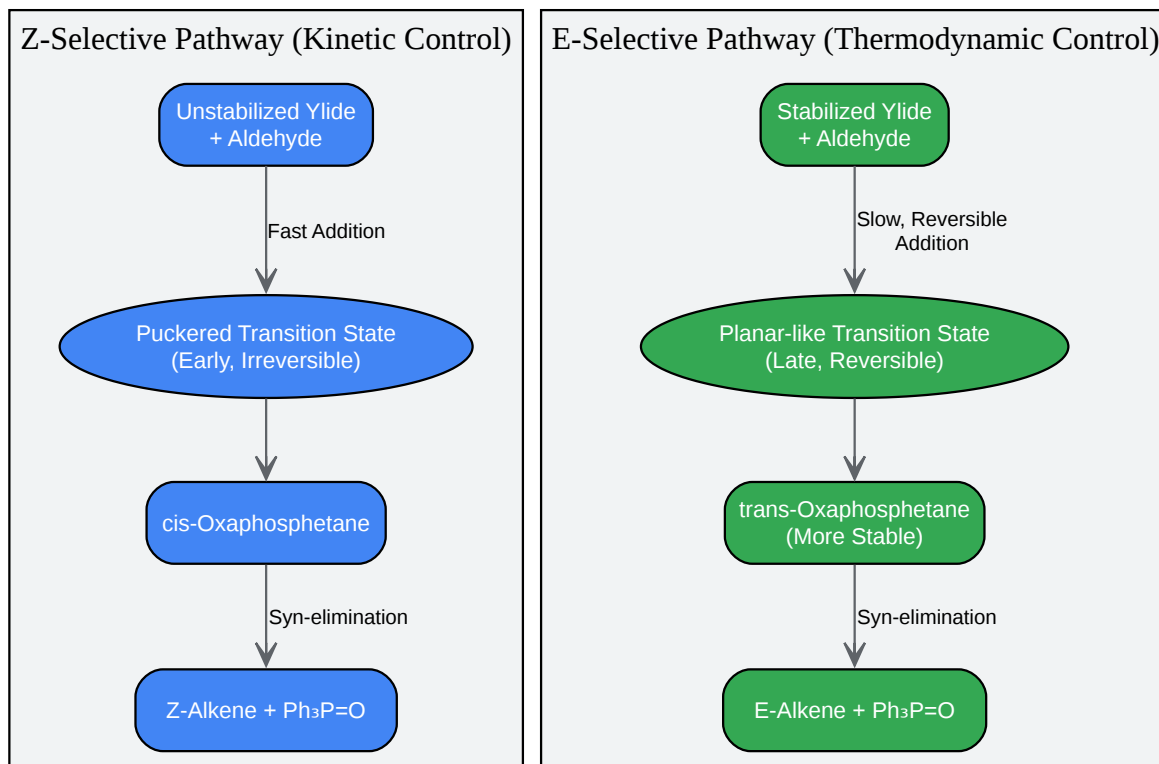 Z-Selective Pathway (Kinetic Control)
Unstabilized Ylide
+ Aldehyde
Fast Addition
Puckered Transition State
(Early, Irreversible)
cis-Oxaphosphetane
Syn-elimination
Z-Alkene + Ph₃P=O
E-Selective Pathway (Thermodynamic Control)
Stabilized Ylide
+ Aldehyde
Slow, Reversible
Addition
Planar-like Transition State
(Late, Reversible)
trans-Oxaphosphetane
(More Stable)
Syn-elimination
E-Alkene + Ph₃P=O